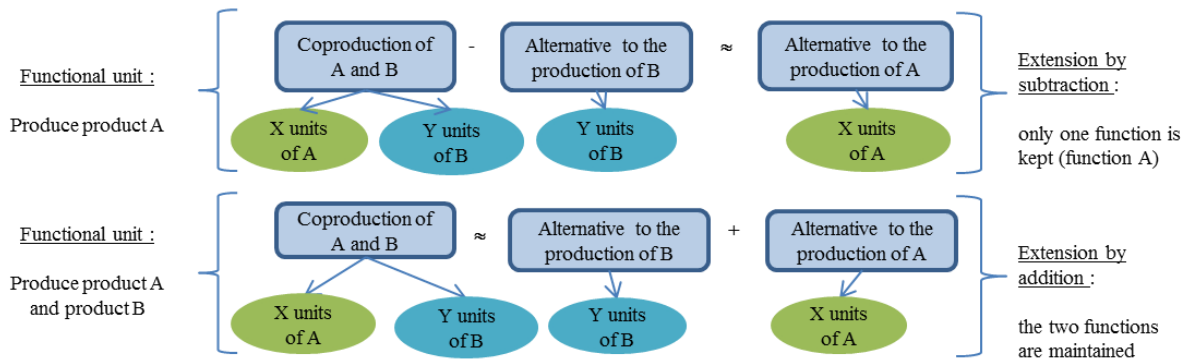 Functional unit :
Produce product A
Coproduction of
A and B
-
Alternative to the
production of B
≈
Alternative to the
production of A
X units
of A
Y units
of B
Y units
of B
X units
of A
Extension by
subtraction :
only one function is
kept (function A)
Functional unit :
Produce product A
and product B
Coproduction of
A and B
≈
Alternative to the
production of B
+
Alternative to the
production of A
X units
of A
Y units
of B
Y units
of B
X units
of A
Extension by
addition :
the two functions
are maintained